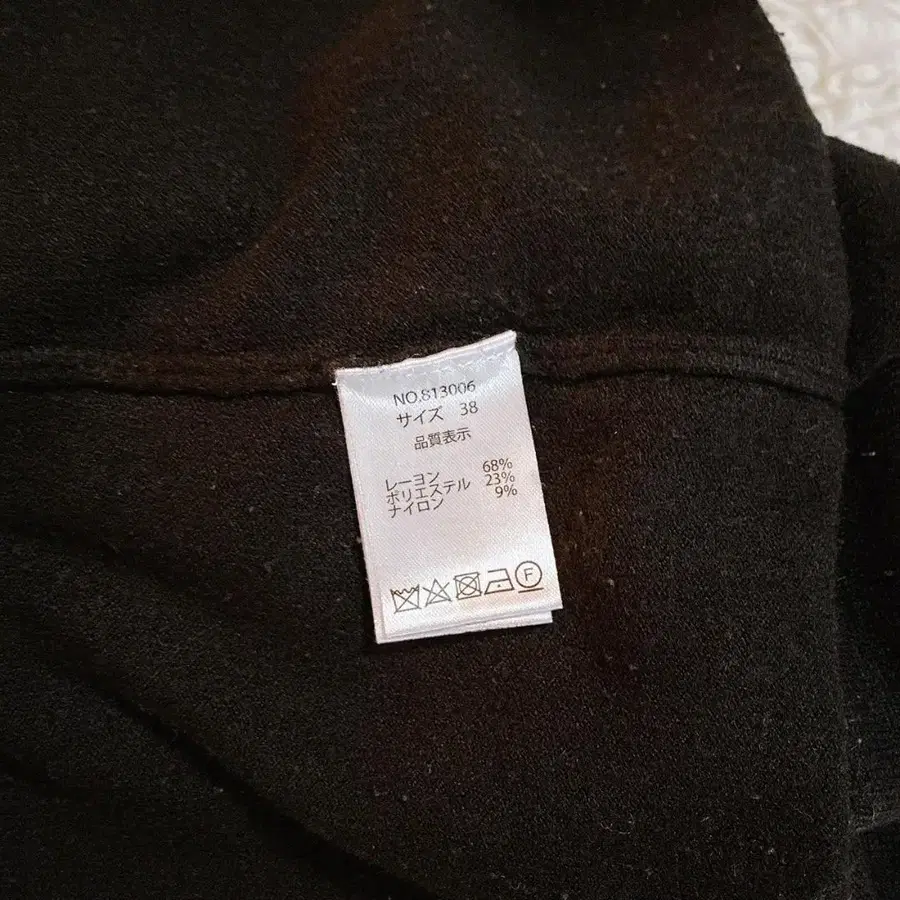 NO.813006
サイズ 38
品質表示
レーヨン 68%
ポリエステル 23%
ナイロン 9%
F